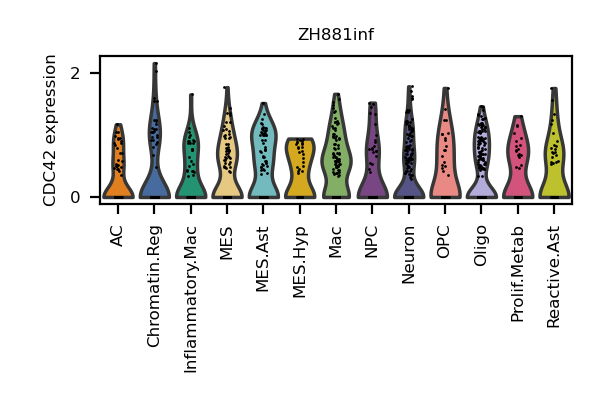 ZH881inf
CDC42 expression
2
0
AC
Chromatin.Reg
Inflammatory.Mac
MES
MES.Ast
MES.Hyp
Mac
NPC
Neuron
OPC
Oligo
Prolif.Metab
Reactive.Ast